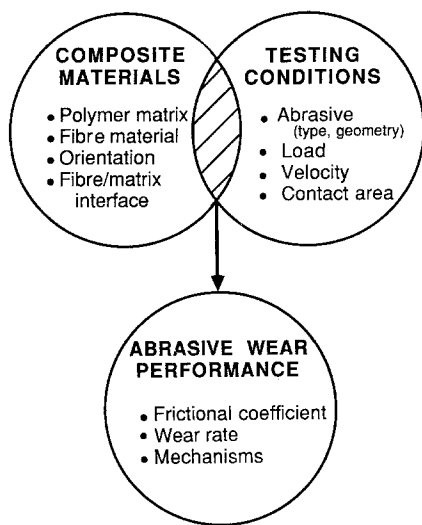 COMPOSITE
MATERIALS
• Polymer matrix
• Fibre material
• Orientation
• Fibre/matrix
interface
TESTING
CONDITIONS
• Abrasive
(type, geometry)
• Load
• Velocity
• Contact area
ABRASIVE WEAR
PERFORMANCE
• Frictional coefficient
• Wear rate
• Mechanisms